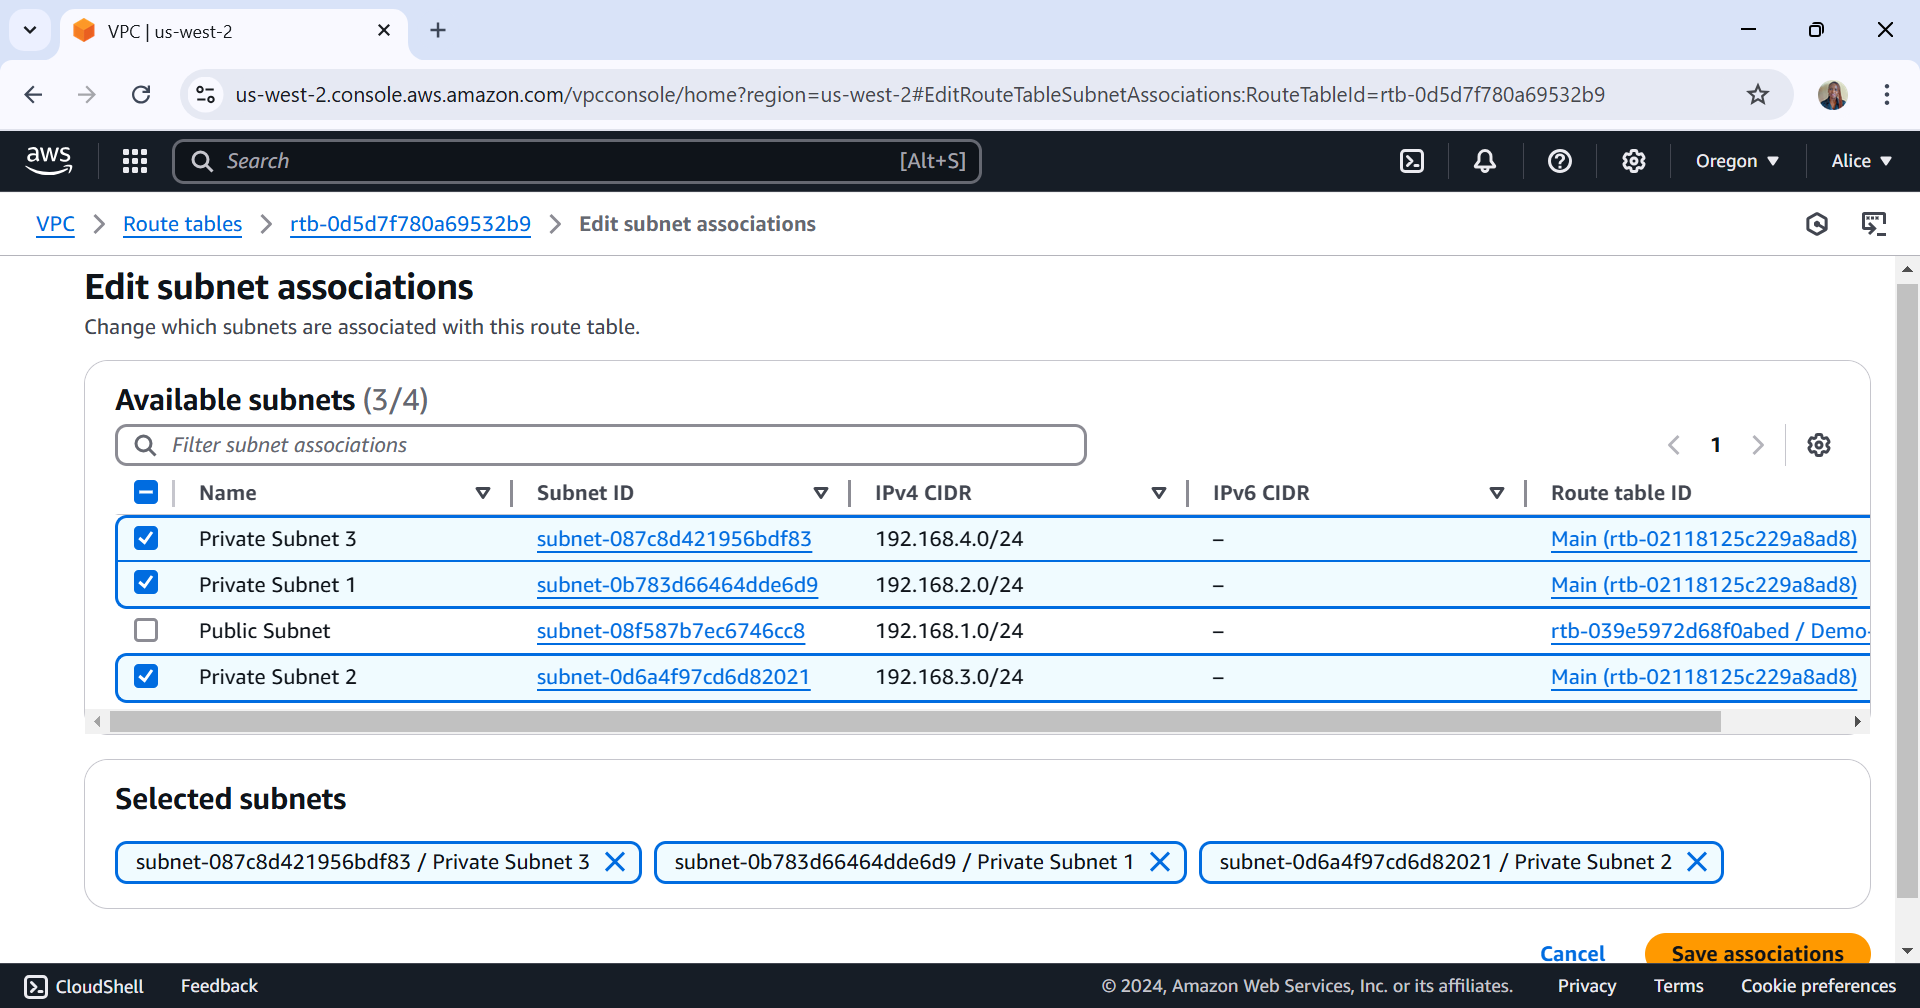 VPC | us-west-2
us-west-2.console.aws.amazon.com/vpcconsole/home?region=us-west-2#EditRouteTableSubnetAssociations:RouteTableId=rtb-0d5d7f780a69532b9
aws Search [Alt+S] Oregon Alice
VPC Route tables rtb-0d5d7f780a69532b9 Edit subnet associations
Edit subnet associations
Change which subnets are associated with this route table.
Available subnets (3/4)
Filter subnet associations 1
Name Subnet ID IPv4 CIDR IPv6 CIDR Route table ID
Private Subnet 3 subnet-087c8d421956bdf83 192.168.4.0/24 – Main (rtb-02118125c229a8ad8)
Private Subnet 1 subnet-0b783d66464dde6d9 192.168.2.0/24 – Main (rtb-02118125c229a8ad8)
Public Subnet subnet-08f587b7ec6746cc8 192.168.1.0/24 – rtb-039e5972d68f0abed / Demo-
Private Subnet 2 subnet-0d6a4f97cd6d82021 192.168.3.0/24 – Main (rtb-02118125c229a8ad8)
Selected subnets
subnet-087c8d421956bdf83 / Private Subnet 3 subnet-0b783d66464dde6d9 / Private Subnet 1 subnet-0d6a4f97cd6d82021 / Private Subnet 2
Cancel Save associations
CloudShell Feedback © 2024, Amazon Web Services, Inc. or its affiliates. Privacy Terms Cookie preferences